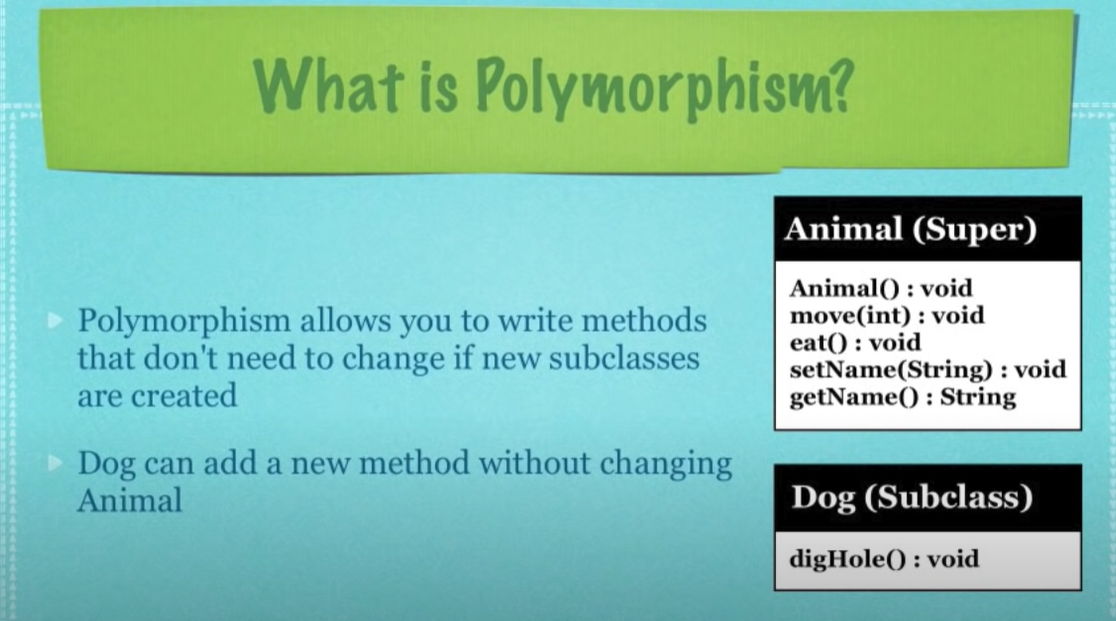 What is Polymorphism?
Polymorphism allows you to write methods
that don't need to change if new subclasses
are created
Dog can add a new method without changing
Animal
Animal (Super)
Animal() : void
move(int) : void
eat() : void
setName(String) : void
getName() : String
Dog (Subclass)
digHole() : void